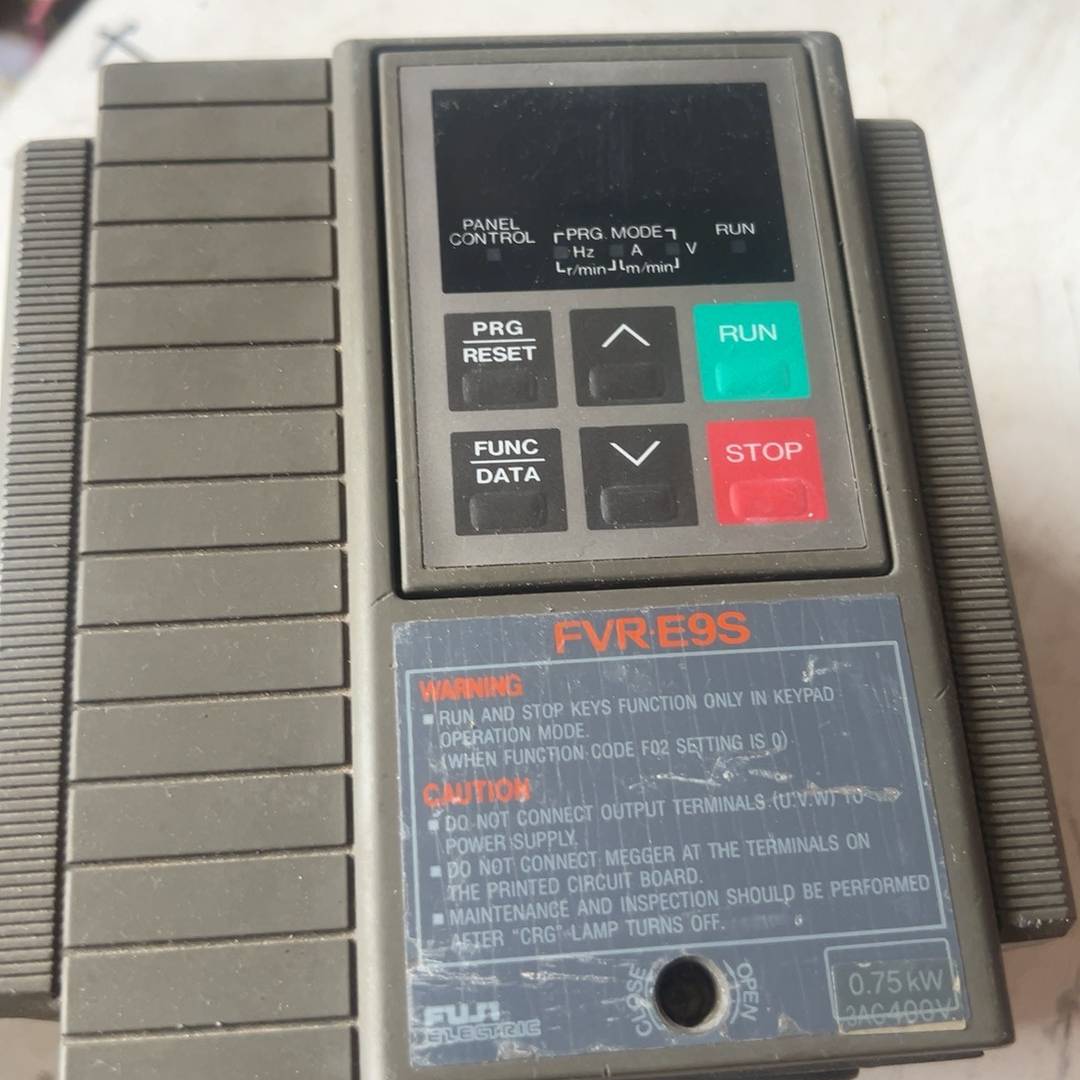 PANEL
CONTROL
PRG. MODE
Hz A V
r/min m/min
RUN
PRG
RESET
RUN
FUNC
DATA
STOP
FVR·E9S
WARNING
RUN AND STOP KEYS FUNCTION ONLY IN KEYPAD
OPERATION MODE.
(WHEN FUNCTION CODE F02 SETTING IS 0)
CAUTION
DO NOT CONNECT OUTPUT TERMINALS (U.V.W) TO
POWER SUPPLY.
DO NOT CONNECT MEGGER AT THE TERMINALS ON
THE PRINTED CIRCUIT BOARD.
MAINTENANCE AND INSPECTION SHOULD BE PERFORMED
AFTER "CRG" LAMP TURNS OFF.
FUJI
ELECTRIC
CLOSE
OPEN
0.75kW
3AC400V